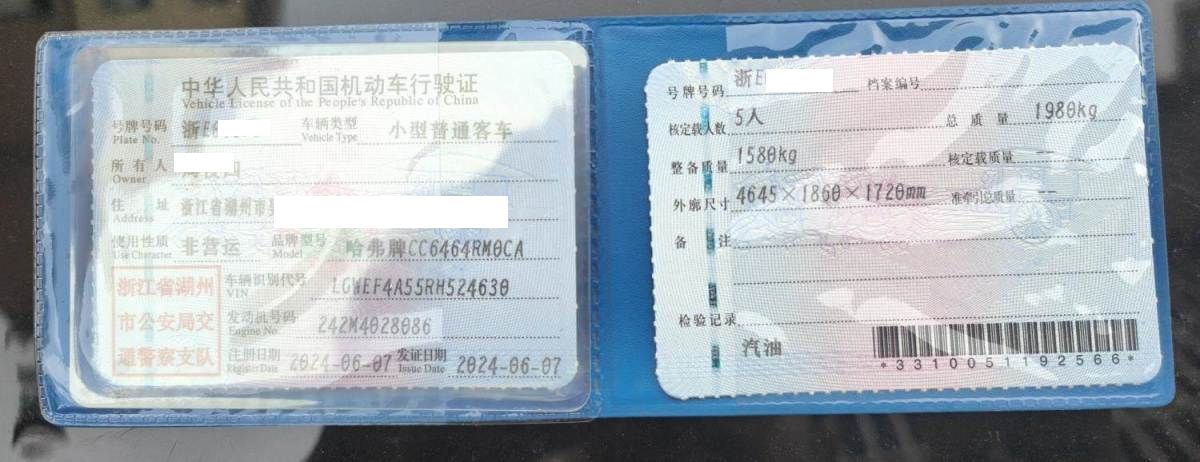 中华人民共和国机动车行驶证
Vehicle License of the People's Republic of China
号牌号码 浙E 车辆类型 小型普通客车
Plate No. Vehicle Type
所有人
Owner
住址 浙江省湖州市
Address
使用性质 非营运 品牌型号 哈弗牌CC6464RM0CA
Use Character Model
浙江省湖州
市公安局交
通警察支队
车辆识别代号 LGWEF4A55RH524630
VIN
发动机号码 242M4028086
Engine No.
注册日期 2024-06-07 发证日期 2024-06-07
Register Date Issue Date
号牌号码 浙E 档案编号
核定载人数 5人 总质量 1980kg
整备质量 1580kg 核定载质量 --
外廓尺寸 4645×1860×1720mm 准牵引总质量 --
备注
检验记录
汽油
*3310051192566*